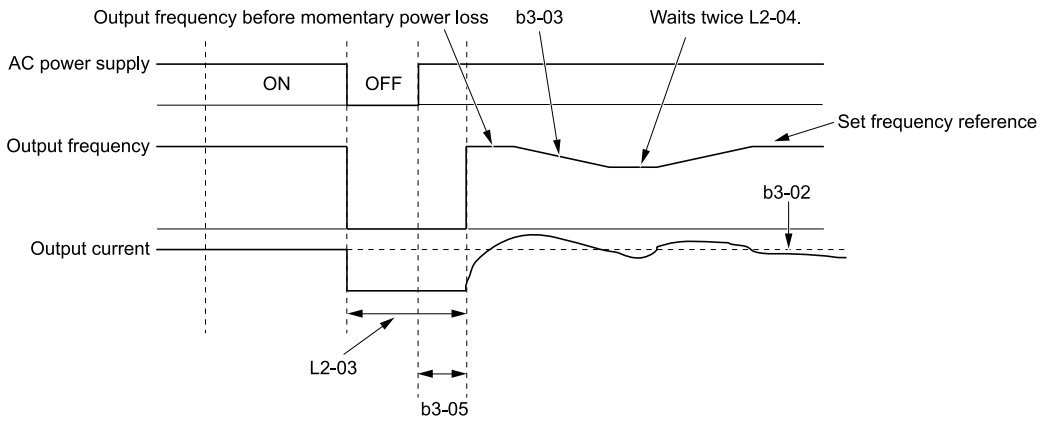 Output frequency before momentary power loss
b3-03
Waits twice L2-04.
AC power supply
ON
OFF
Set frequency reference
Output frequency
b3-02
Output current
L2-03
b3-05